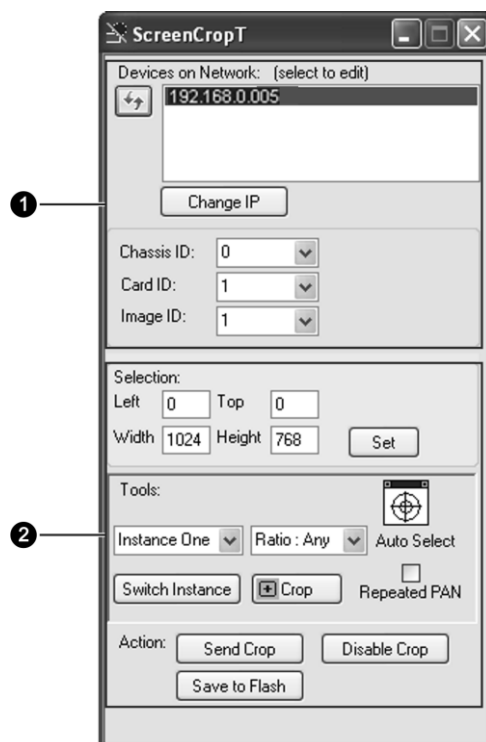 ScreenCropT
Devices on Network: (select to edit)
192.168.0.005
1
Change IP
Chassis ID: 0
Card ID: 1
Image ID: 1
Selection:
Left 0 Top 0
Width 1024 Height 768 Set
Tools:
2
Instance One Ratio : Any Auto Select
Switch Instance Crop Repeated PAN
Action: Send Crop Disable Crop
Save to Flash